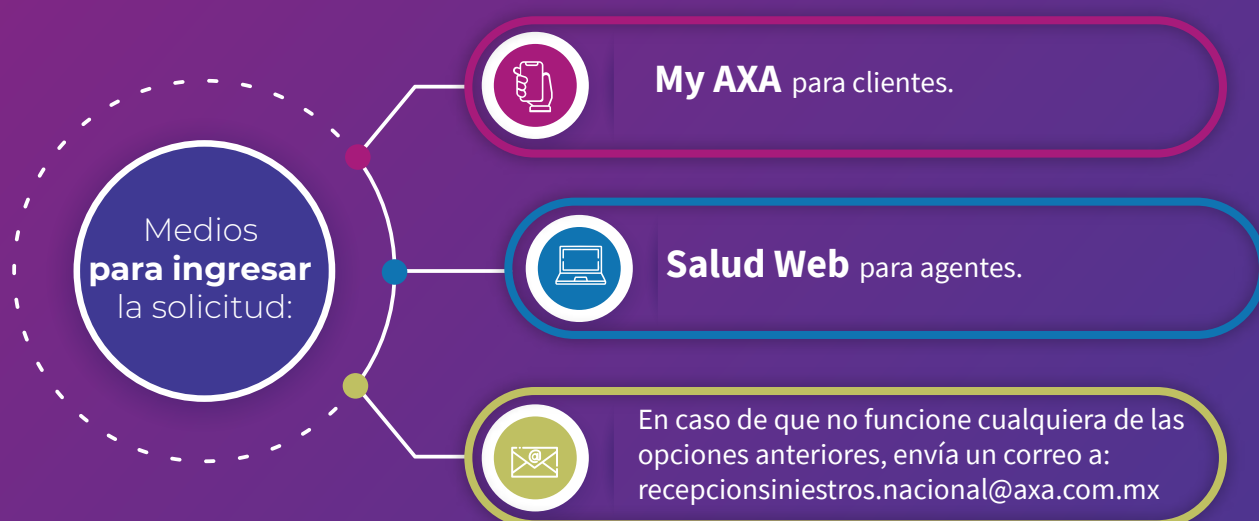 Medios
para ingresar
la solicitud:
My AXA para clientes.
Salud Web para agentes.
En caso de que no funcione cualquiera de las
opciones anteriores, envía un correo a:
recepcionsiniestros.nacional@axa.com.mx